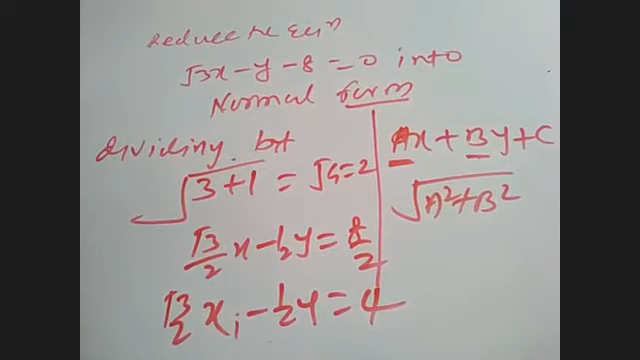 Reduce the Eqn
√3x-y-8=0 into
Normal form
dividing by
√3+1 = √4=2
√3/2 x-1/2 y= 8/2
√3/2 x, -1/2 y = 4
Ax+By+C
√A²+B²